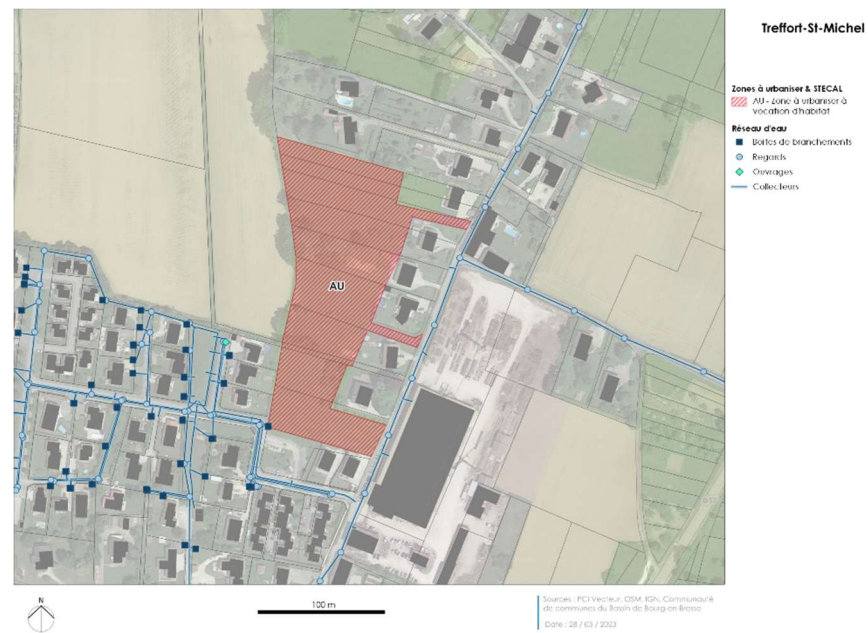 Treffort-St-Michel
Zones à urbaniser & STECAL
AU - Zone à urbaniser à
vocation d'habitat
Réseau d'eau
Boîtes de branchements
Regards
Ouvrages
Collecteurs
AU
N
100 m
Sources : PCI Vecteur, OSM, IGN, Communauté
de communes du Bassin de Bourg-en-Bresse
Date : 28 / 03 / 2023